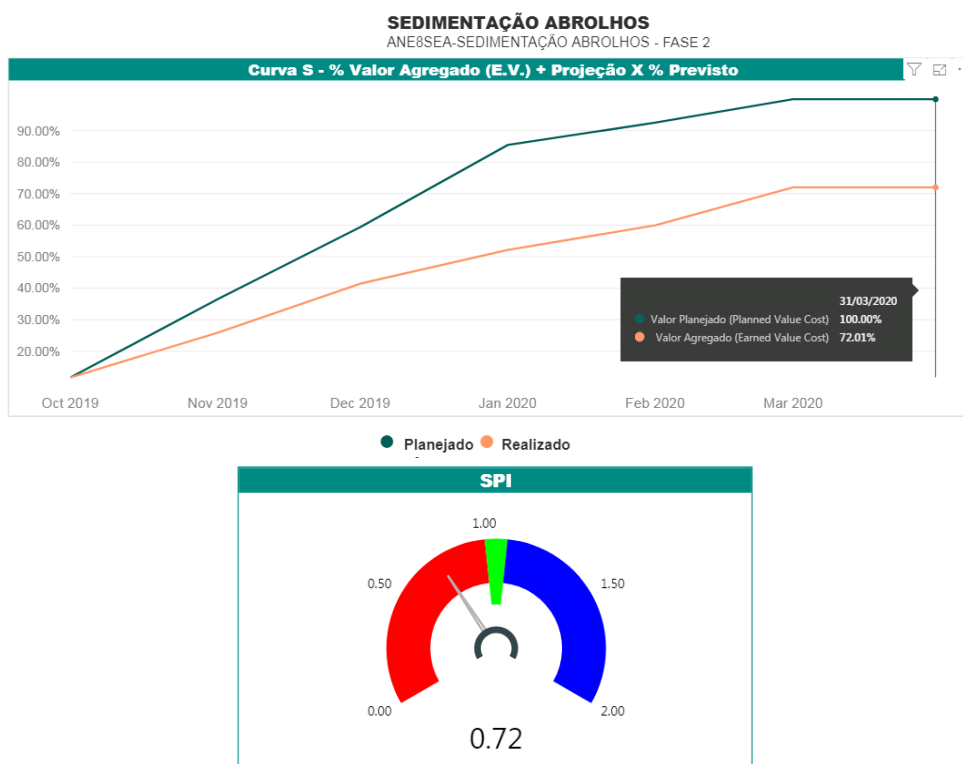 SEDIMENTAÇÃO ABROLHOS
ANE8SEA-SEDIMENTAÇÃO ABROLHOS - FASE 2
Curva S - % Valor Agregado (E.V.) + Projeção X % Previsto
90.00%
80.00%
70.00%
60.00%
50.00%
40.00%
30.00%
20.00%
31/03/2020
Valor Planejado (Planned Value Cost) 100.00%
Valor Agregado (Earned Value Cost) 72.01%
Oct 2019 Nov 2019 Dec 2019 Jan 2020 Feb 2020 Mar 2020
Planejado Realizado
SPI
1.00
0.50 1.50
0.00 2.00
0.72